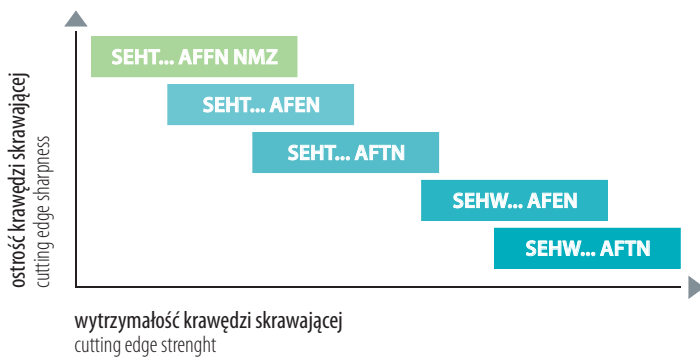 ostrość krawędzi skrawającej
cutting edge sharpness
SEHT... AFFN NMZ
SEHT... AFEN
SEHT... AFTN
SEHW... AFEN
SEHW... AFTN
wytrzymałość krawędzi skrawającej
cutting edge strenght